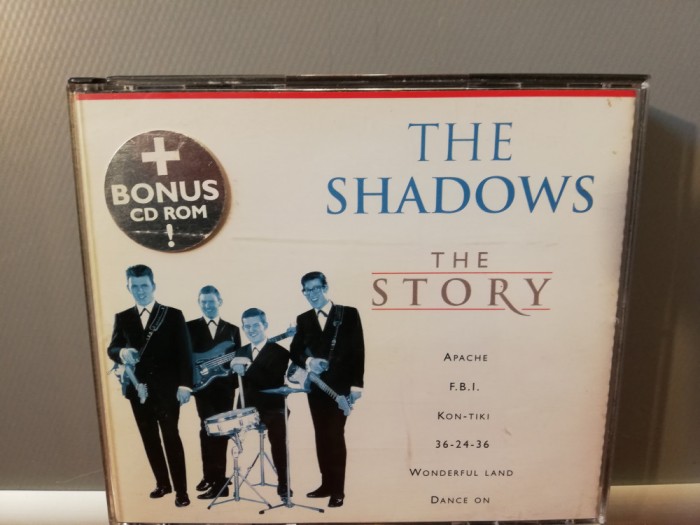 +
BONUS
CD ROM
!
THE
SHADOWS
THE
STORY
APACHE
F.B.I.
KON-TIKI
36-24-36
WONDERFUL LAND
DANCE ON